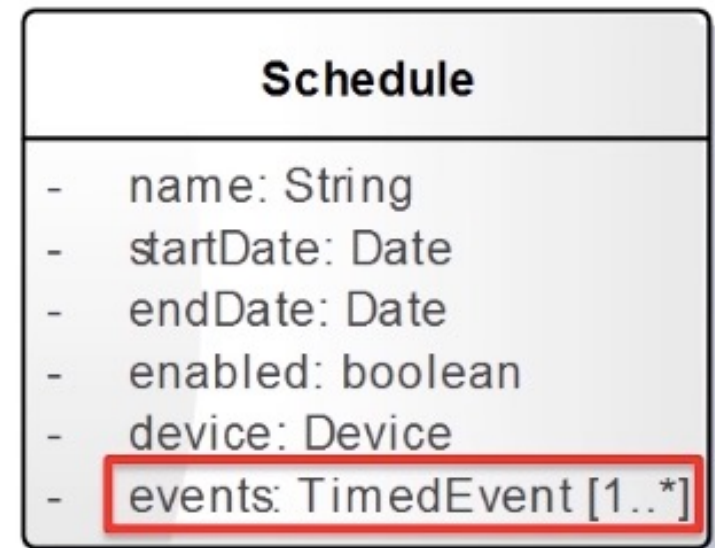 Schedule
- name: String
- startDate: Date
- endDate: Date
- enabled: boolean
- device: Device
- events: TimedEvent [1..*]